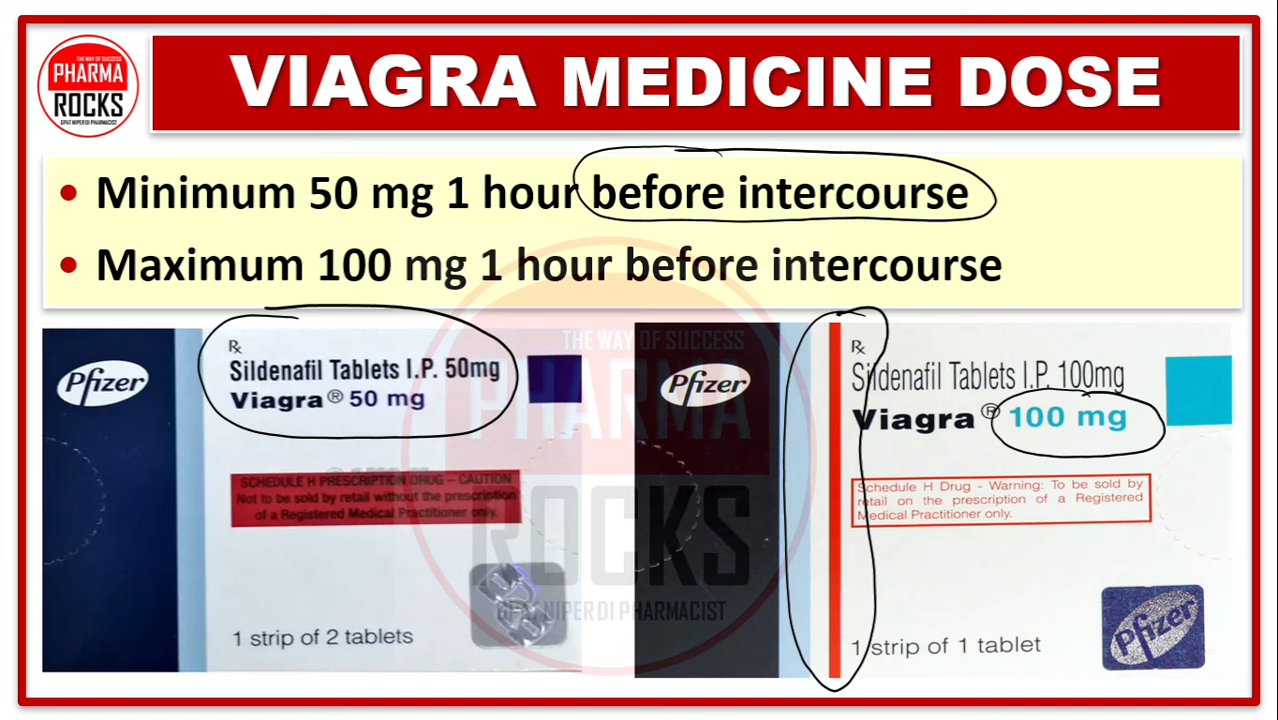 THE WAY OF SUCCESS
PHARMA
ROCKS
GPAT NIPER DI PHARMACIST
VIAGRA MEDICINE DOSE
• Minimum 50 mg 1 hour before intercourse
• Maximum 100 mg 1 hour before intercourse
Pfizer
Rx
Sildenafil Tablets I.P. 50mg
Viagra® 50 mg
SCHEDULE H PRESCRIPTION DRUG – CAUTION
Not to be sold by retail without the prescription
of a Registered Medical Practitioner only.
1 strip of 2 tablets
Pfizer
Rx
Sildenafil Tablets I.P. 100mg
Viagra® 100 mg
Schedule H Drug - Warning: To be sold by
retail on the prescription of a Registered
Medical Practitioner only.
1 strip of 1 tablet
Pfizer
THE WAY OF SUCCESS
PHARMA
ROCKS
GPAT NIPER DI PHARMACIST